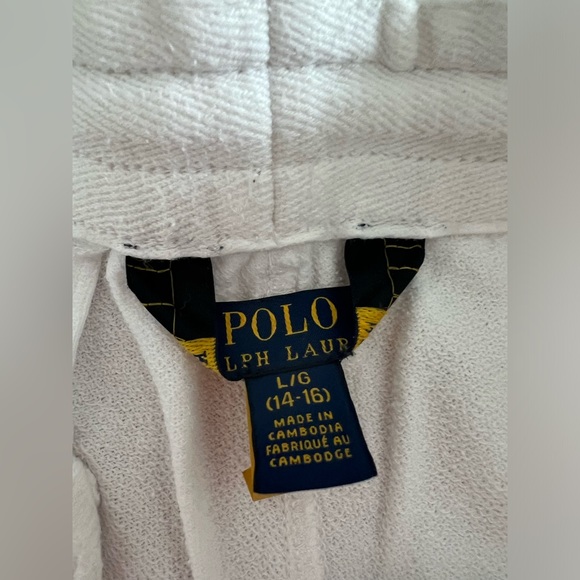 POLO
LPH LAUR
L/G
(14-16)
MADE IN
CAMBODIA
FABRIQUÉ AU
CAMBODGE